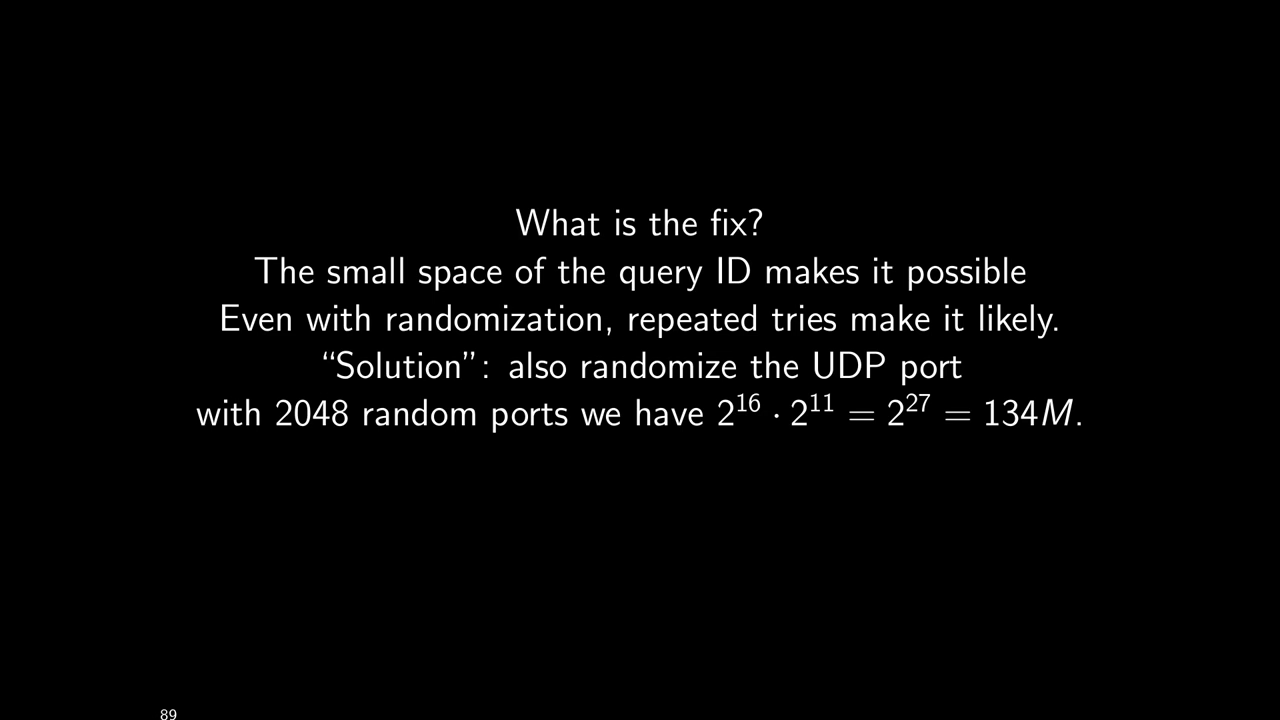 What is the fix?
The small space of the query ID makes it possible
Even with randomization, repeated tries make it likely.
“Solution”: also randomize the UDP port
with 2048 random ports we have 2^16 · 2^11 = 2^27 = 134M.
89